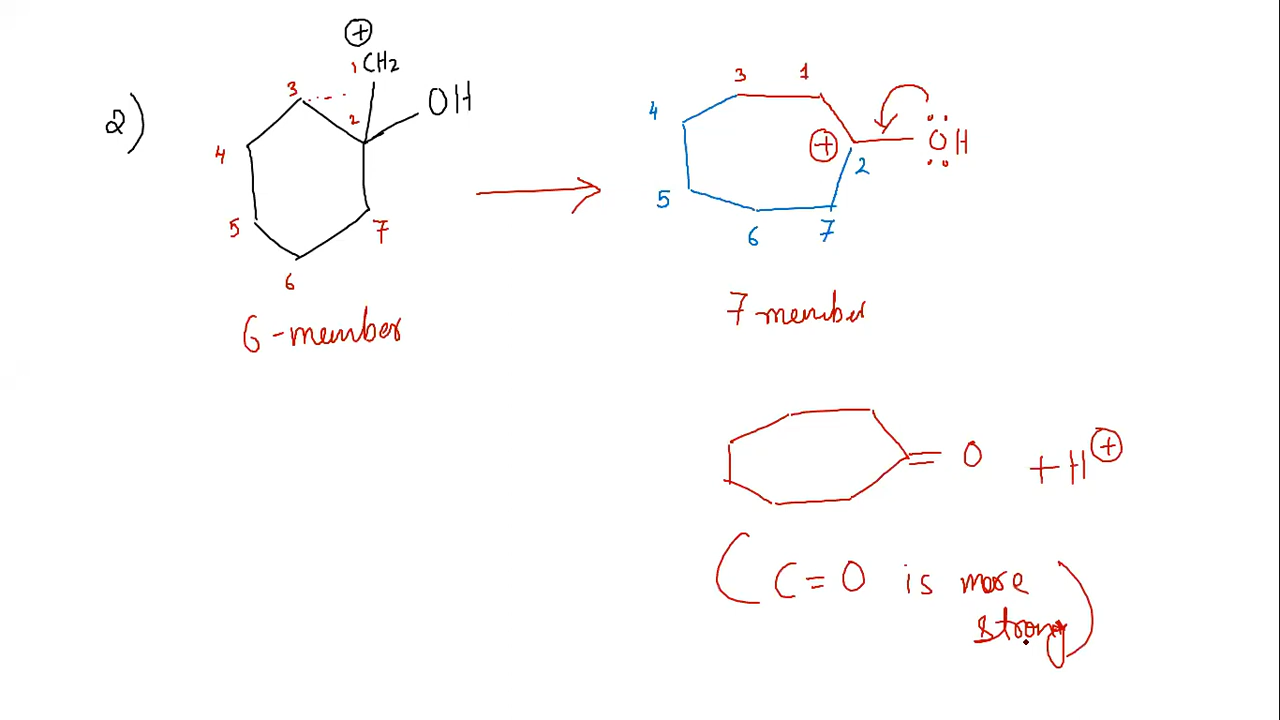 2)
⊕
1 CH2
3
2
OH
4
5
7
6
6-member
3 1
4
⊕
OH
2
5
6
7
7-member
= O + H⊕
( C = O is more
strong )